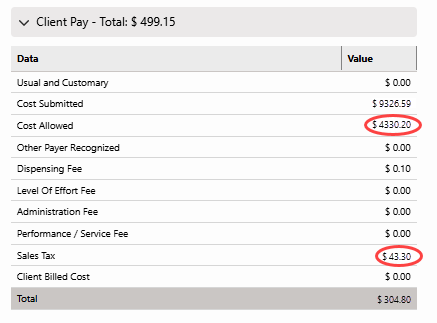 Client Pay - Total: $ 499.15
Data Value
Usual and Customary $ 0.00
Cost Submitted $ 9326.59
Cost Allowed $ 4330.20
Other Payer Recognized $ 0.00
Dispensing Fee $ 0.10
Level Of Effort Fee $ 0.00
Administration Fee $ 0.00
Performance / Service Fee $ 0.00
Sales Tax $ 43.30
Client Billed Cost $ 0.00
Total $ 304.80